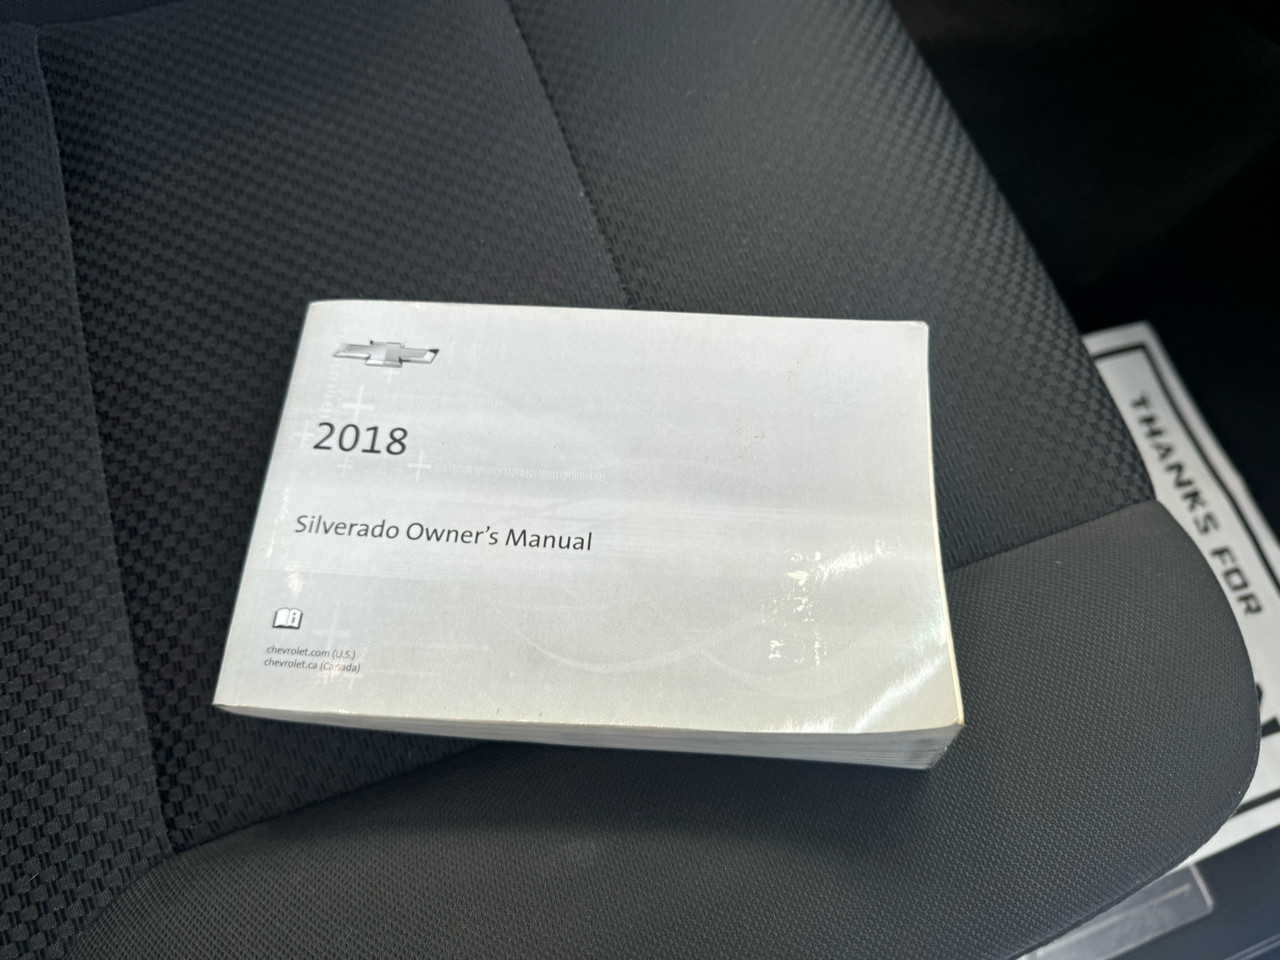 2018
Silverado Owner's Manual
chevrolet.com (U.S.)
chevrolet.ca (Canada)
THANKS FOR